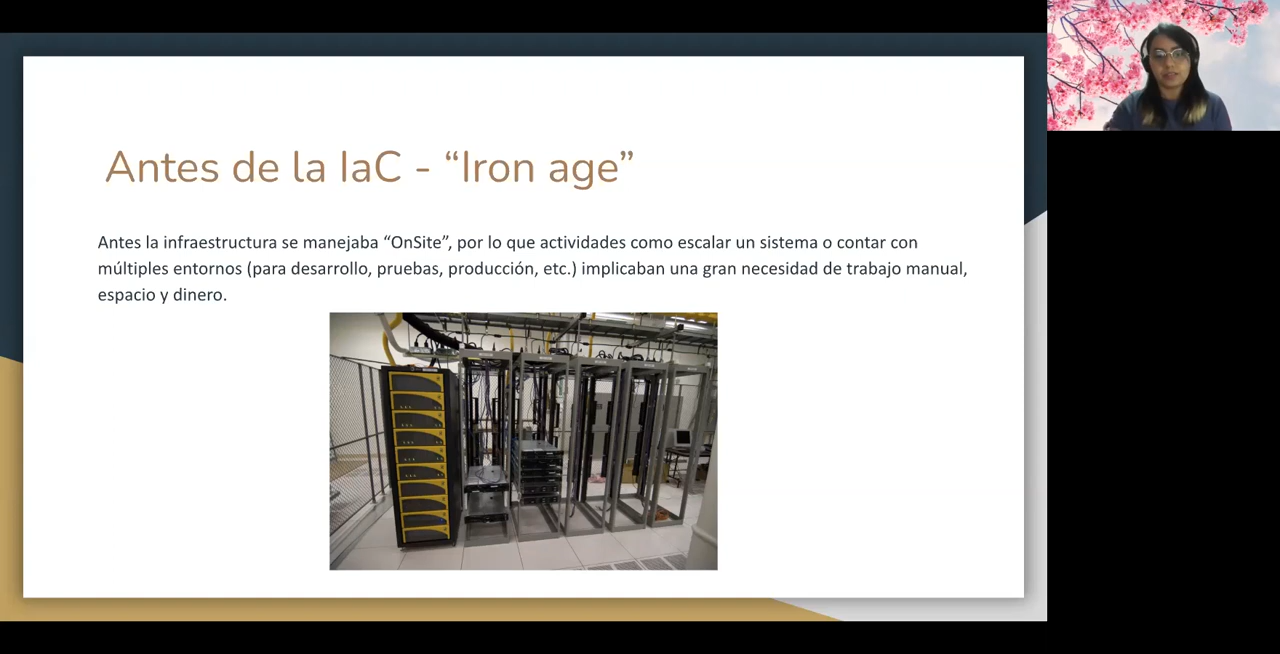 Antes de la IaC - “Iron age”
Antes la infraestructura se manejaba “OnSite”, por lo que actividades como escalar un sistema o contar con
múltiples entornos (para desarrollo, pruebas, producción, etc.) implicaban una gran necesidad de trabajo manual,
espacio y dinero.